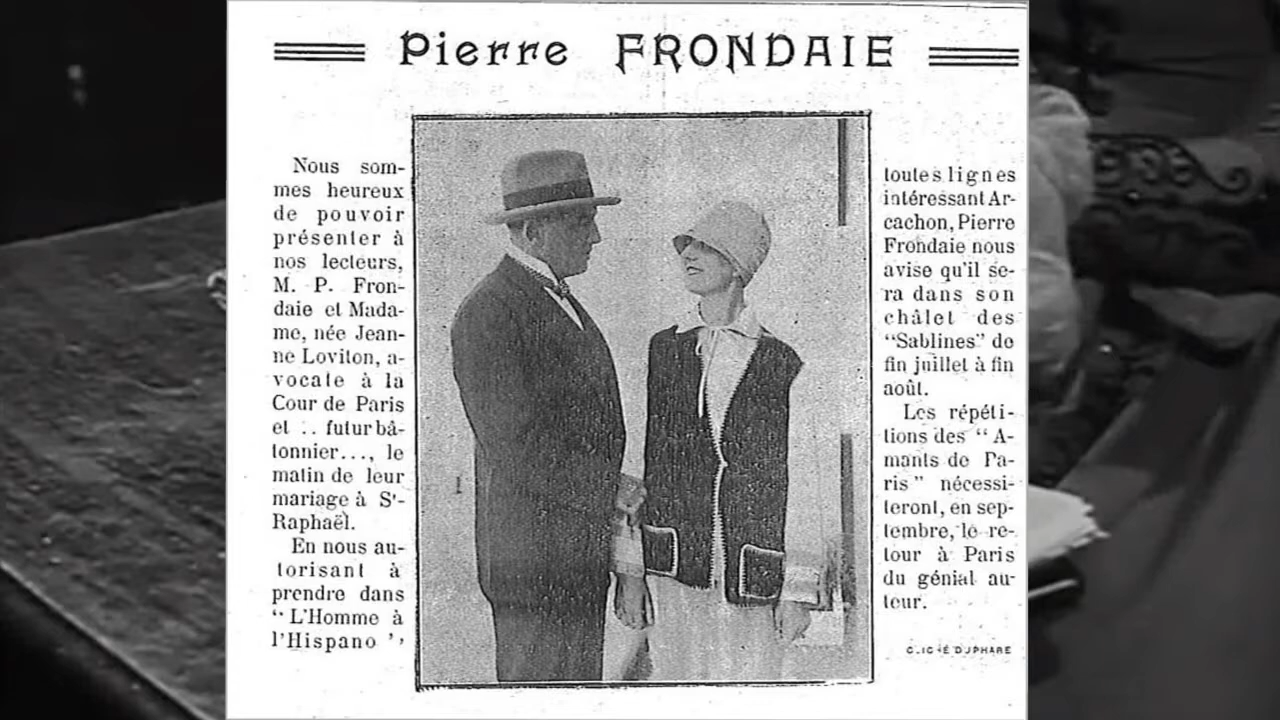 Pierre FRONDAIE
Nous som-
mes heureux
de pouvoir
présenter à
nos lecteurs,
M. P. Fron-
daie et Mada-
me, née Jean-
ne Loviton, a-
vocate à la
Cour de Paris
et .. futur bâ-
tonnier..., le
matin de leur
mariage à St-
Raphaël.
En nous au-
torisant à
prendre dans
"L'Homme à
l'Hispano"
toutes lignes
intéressant Ar-
cachon, Pierre
Frondaie nous
avise qu'il se-
ra dans son
châlet des
"Sablines" de
fin juillet à fin
août.
Les répéti-
tions des "A-
mants de Pa-
ris" nécessi-
teront, en sep-
tembre, le re-
tour à Paris
du génial au-
teur.
CLICHÉ DU PHARE